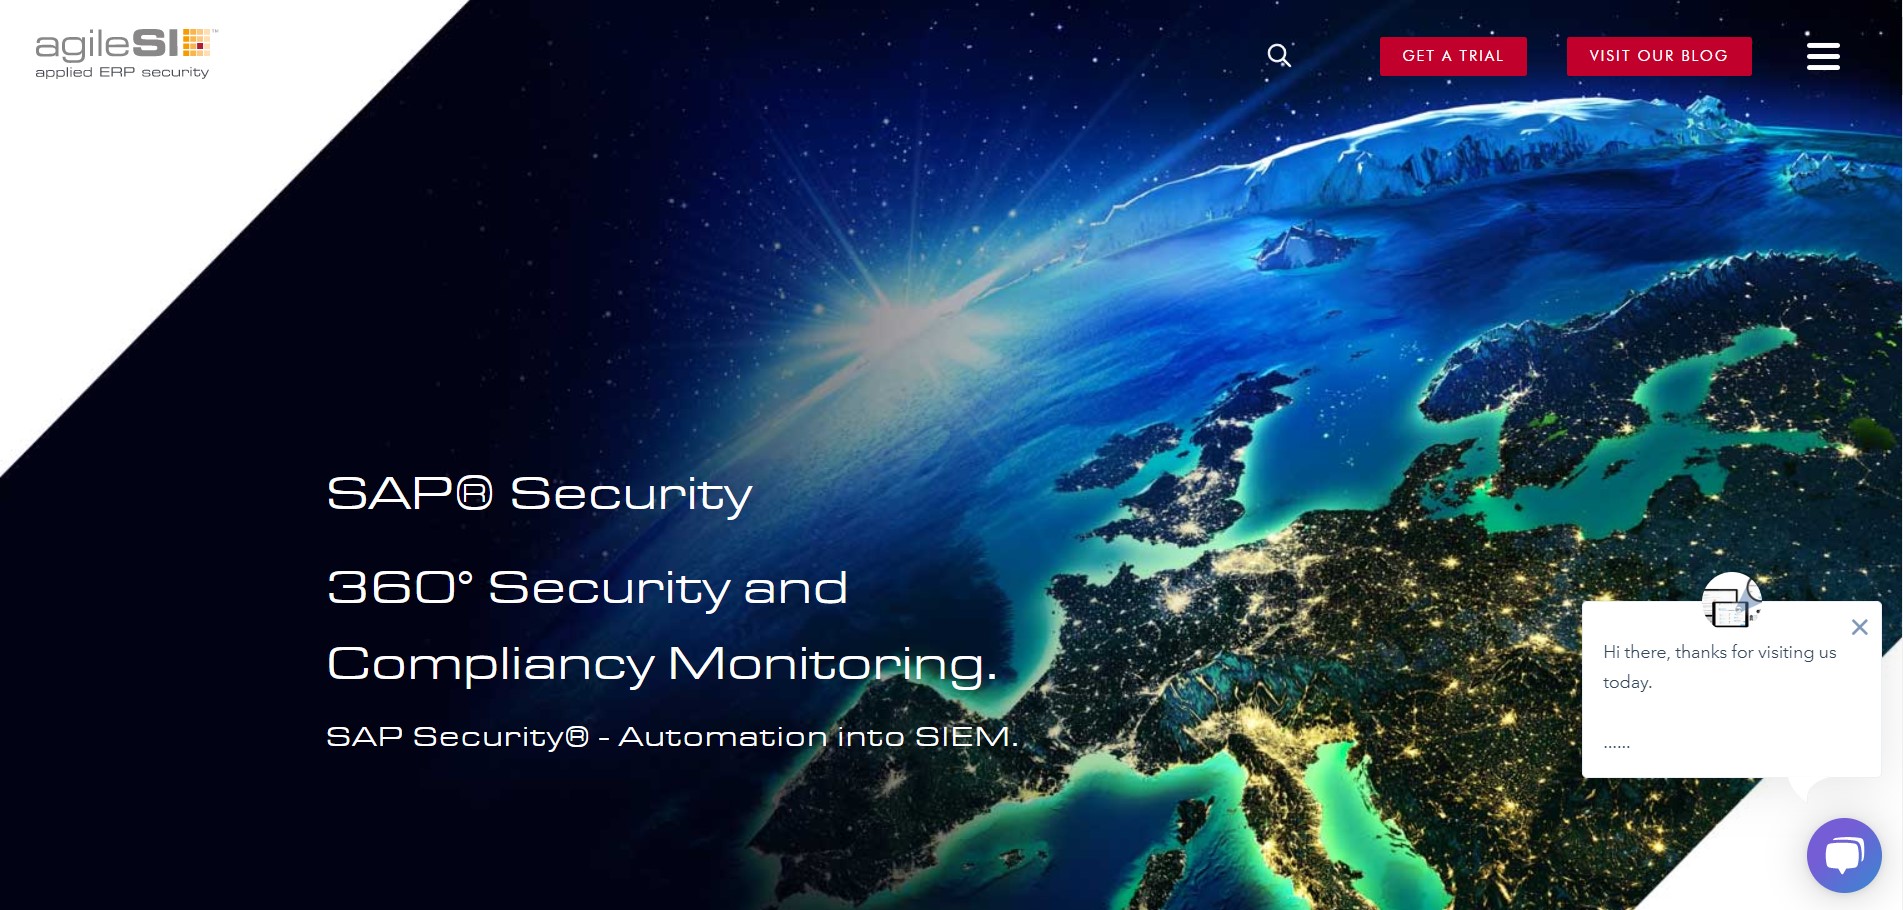 agileSI™
applied ERP security
GET A TRIAL
VISIT OUR BLOG
SAP® Security
360° Security and
Compliancy Monitoring.
SAP Security® - Automation into SIEM.
Hi there, thanks for visiting us
today.
......